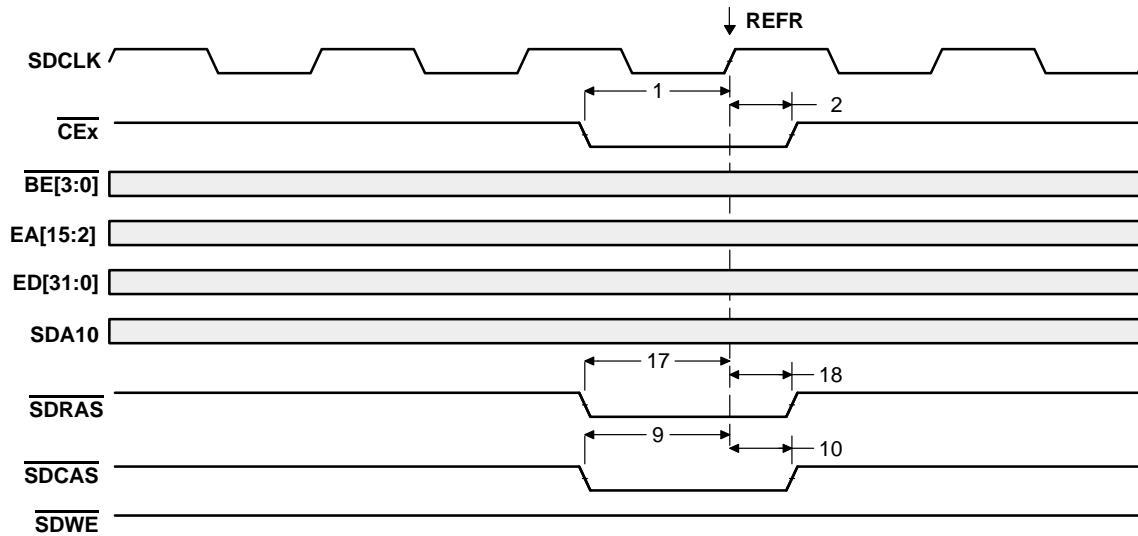 REFR
SDCLK
1
2
CEx
BE[3:0]
EA[15:2]
ED[31:0]
SDA10
17
18
SDRAS
9
10
SDCAS
SDWE